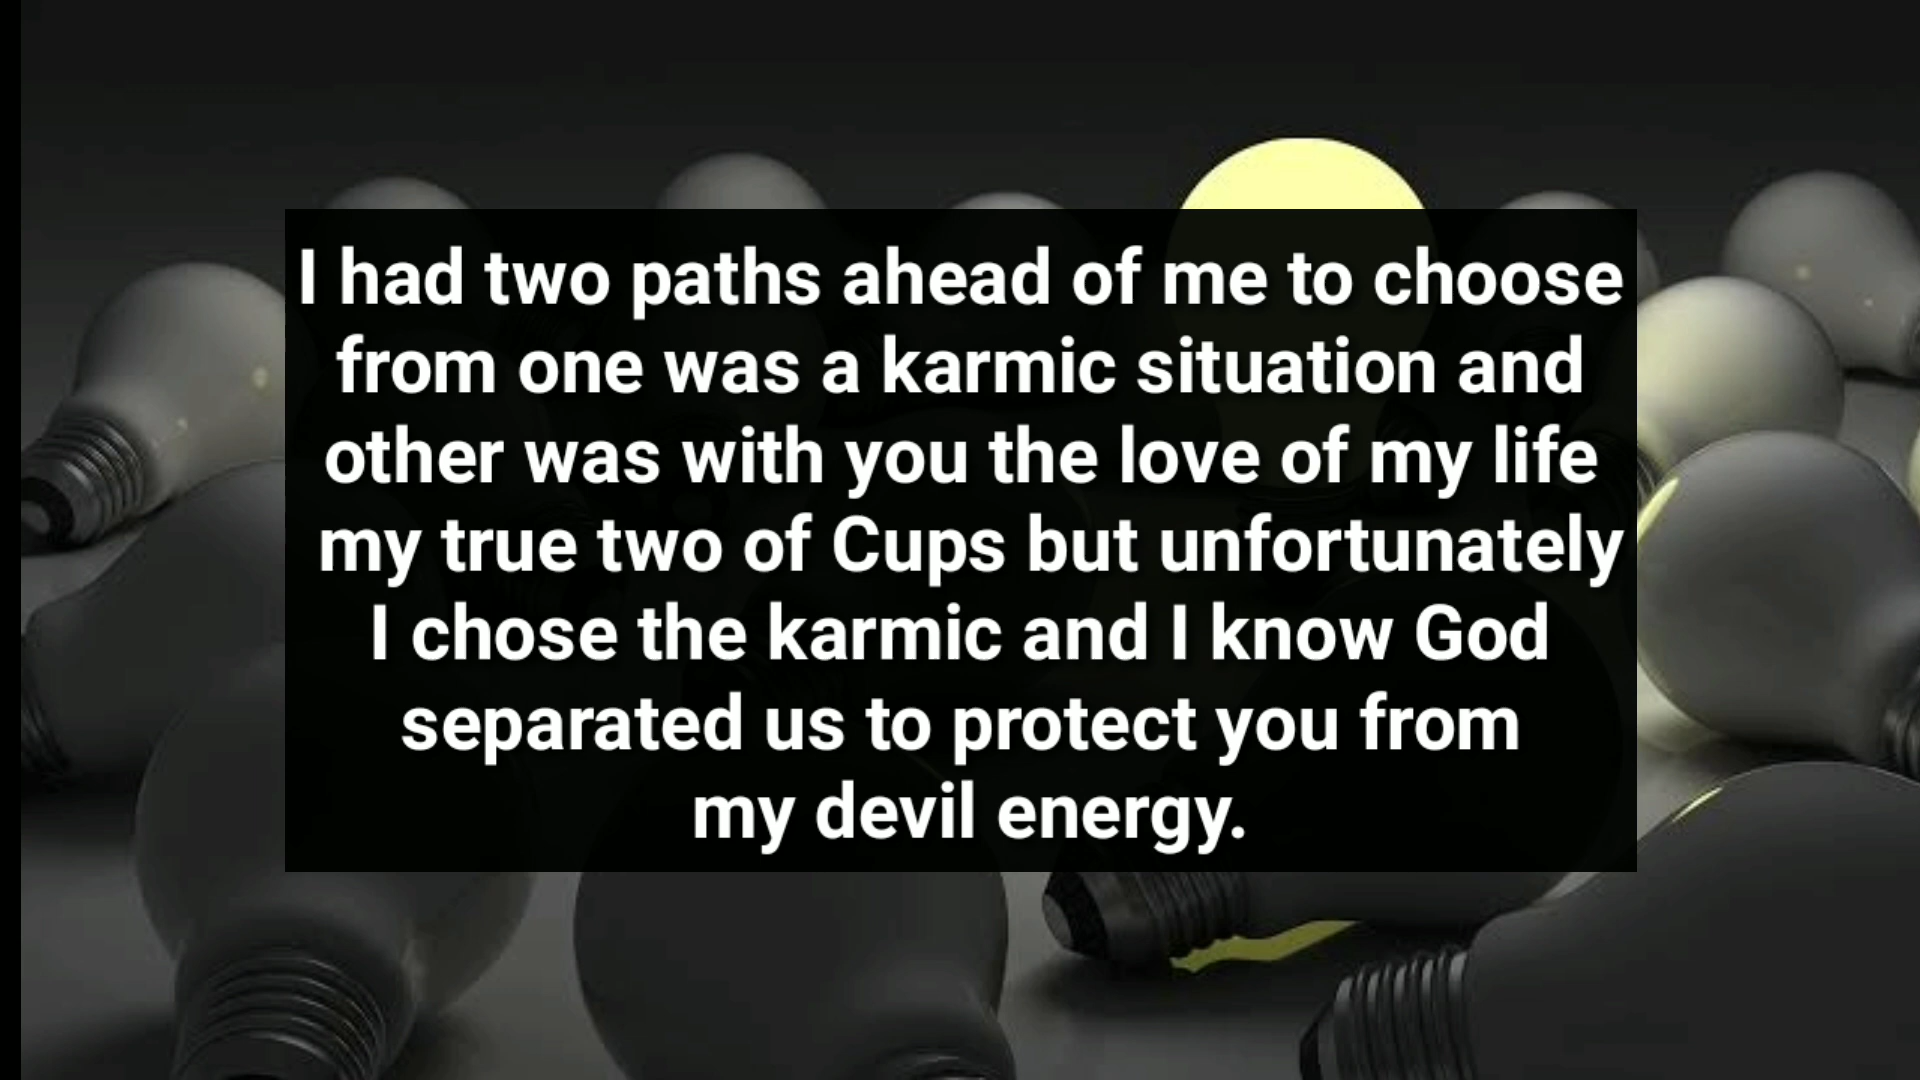 I had two paths ahead of me to choose
from one was a karmic situation and
other was with you the love of my life
my true two of Cups but unfortunately
I chose the karmic and I know God
separated us to protect you from
my devil energy.